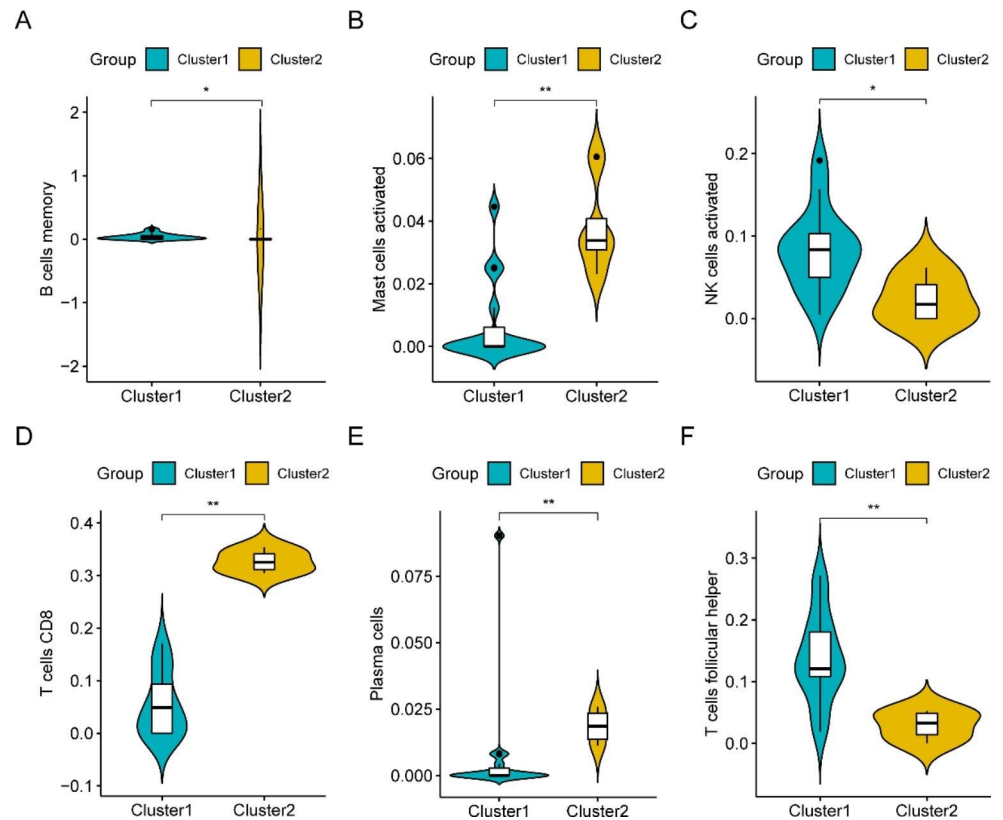 A
Group Cluster1 Cluster2
*
B cells memory
2
1
0
−1
−2
Cluster1 Cluster2
B
Group Cluster1 Cluster2
**
Mast cells activated
0.06
0.04
0.02
0.00
Cluster1 Cluster2
C
Group Cluster1 Cluster2
*
NK cells activated
0.2
0.1
0.0
Cluster1 Cluster2
D
Group Cluster1 Cluster2
**
T cells CD8
0.4
0.3
0.2
0.1
0.0
−0.1
Cluster1 Cluster2
E
Group Cluster1 Cluster2
**
Plasma cells
0.075
0.050
0.025
0.000
Cluster1 Cluster2
F
Group Cluster1 Cluster2
**
T cells follicular helper
0.3
0.2
0.1
0.0
Cluster1 Cluster2